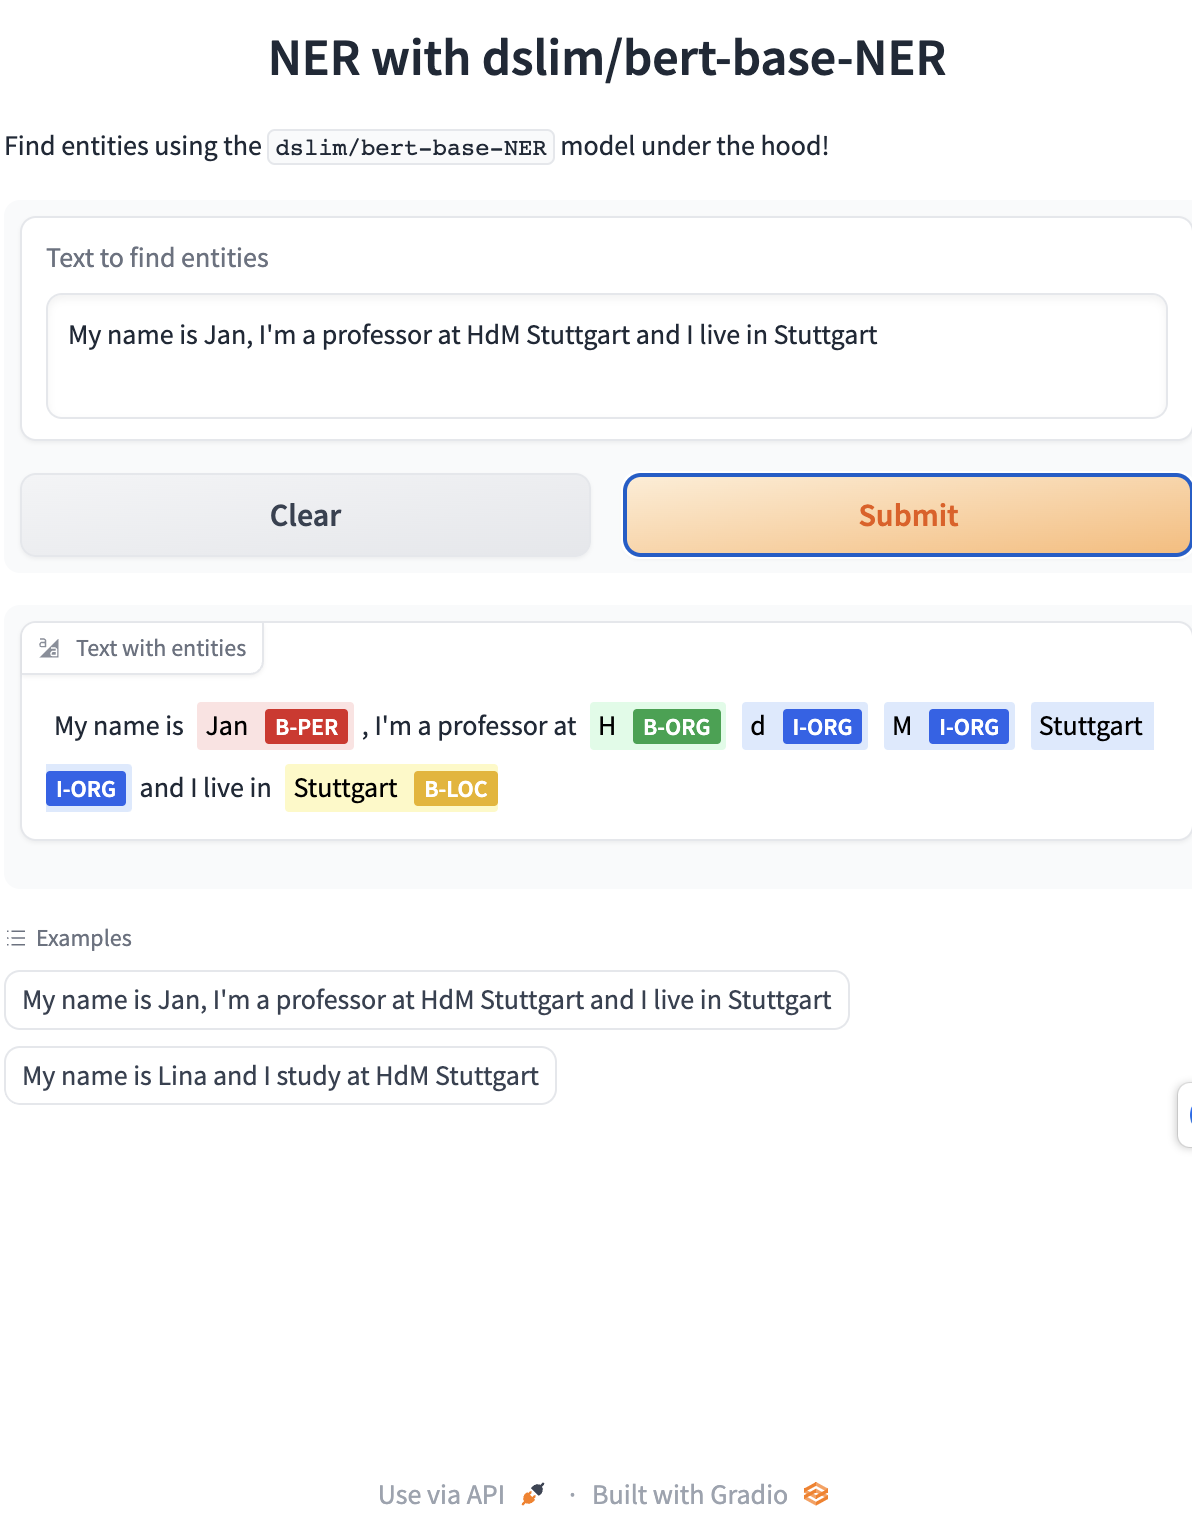 NER with dslim/bert-base-NER
Find entities using the dslim/bert-base-NER model under the hood!
Text to find entities
My name is Jan, I'm a professor at HdM Stuttgart and I live in Stuttgart
Clear Submit
Text with entities
My name is Jan B-PER , I'm a professor at H B-ORG d I-ORG M I-ORG Stuttgart
I-ORG and I live in Stuttgart B-LOC
Examples
My name is Jan, I'm a professor at HdM Stuttgart and I live in Stuttgart
My name is Lina and I study at HdM Stuttgart
Use via API · Built with Gradio